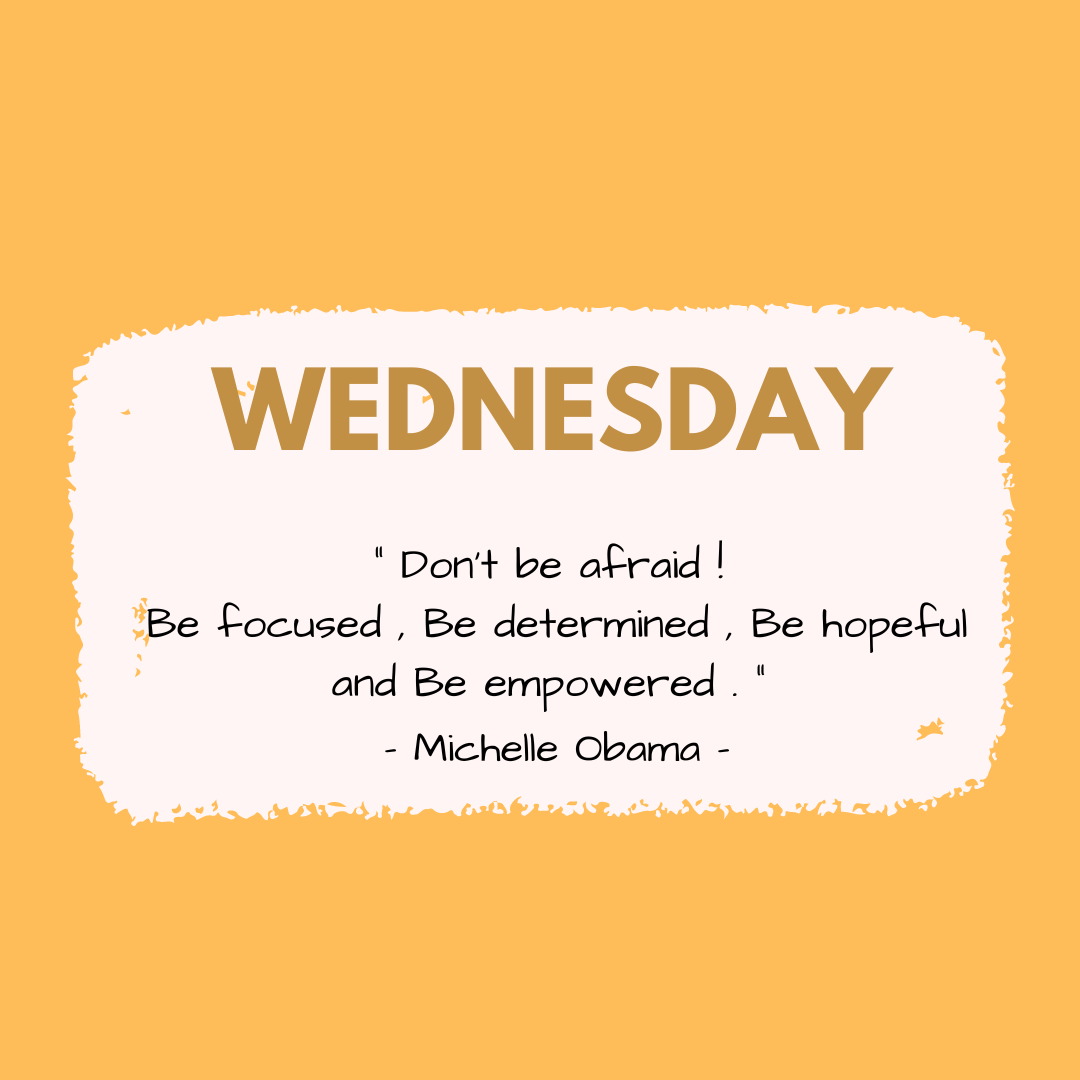 WEDNESDAY
" Don't be afraid !
Be focused , Be determined , Be hopeful
and Be empowered . "
- Michelle Obama -